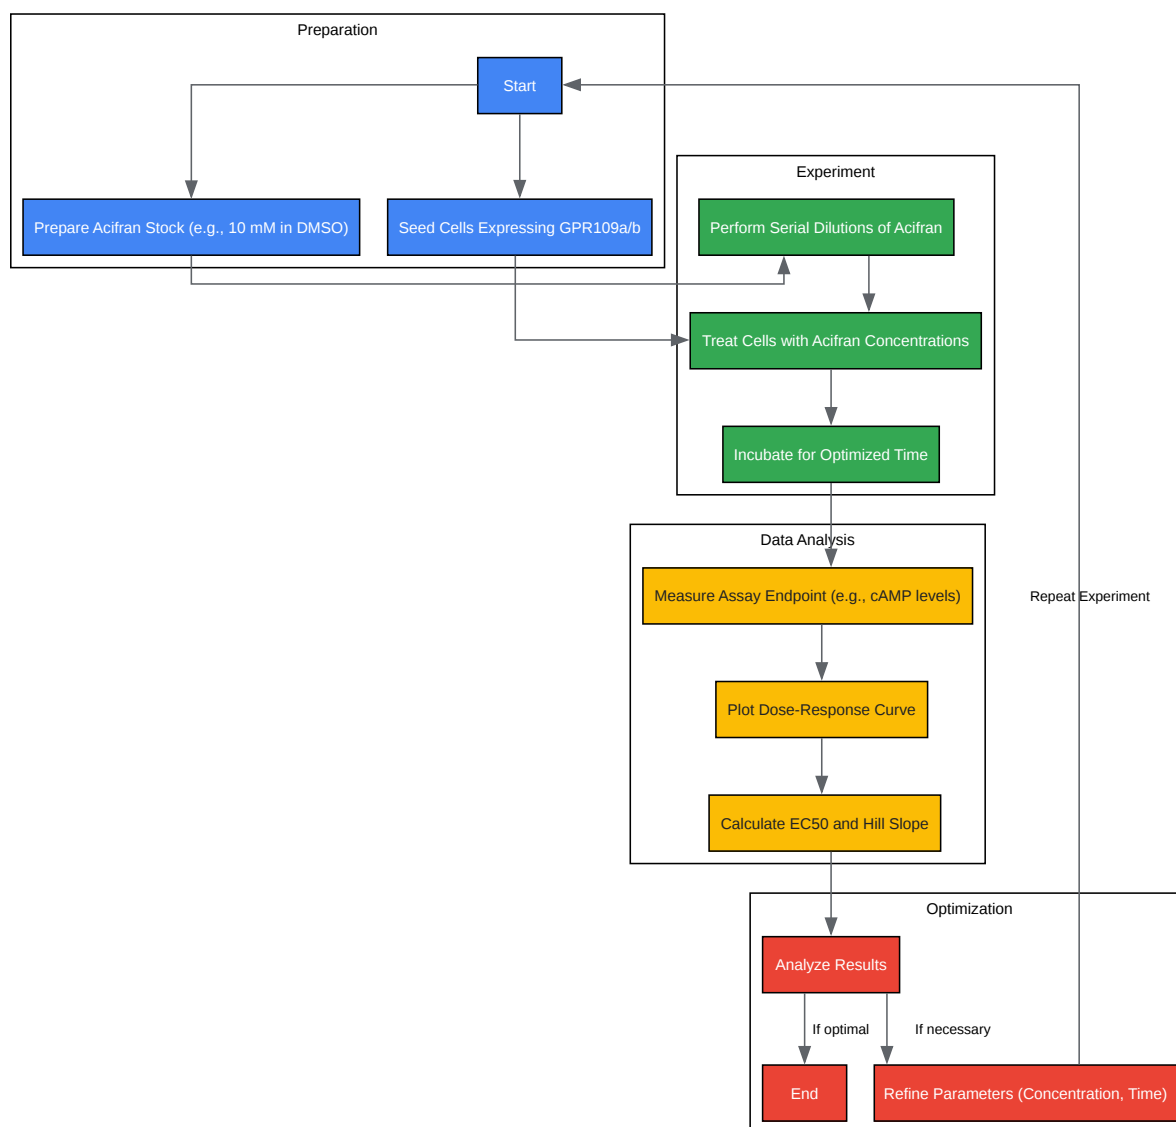 Preparation
Start
Prepare Acifran Stock (e.g., 10 mM in DMSO)
Seed Cells Expressing GPR109a/b
Experiment
Perform Serial Dilutions of Acifran
Treat Cells with Acifran Concentrations
Incubate for Optimized Time
Data Analysis
Measure Assay Endpoint (e.g., cAMP levels)
Repeat Experiment
Plot Dose-Response Curve
Calculate EC50 and Hill Slope
Optimization
Analyze Results
If optimal
If necessary
End
Refine Parameters (Concentration, Time)